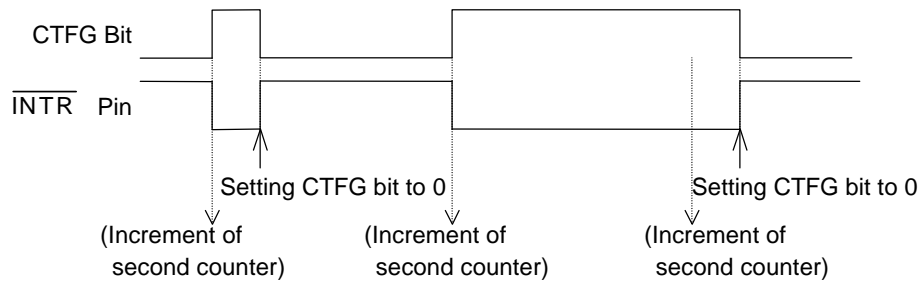 CTFG Bit
INTR Pin
Setting CTFG bit to 0
Setting CTFG bit to 0
(Increment of
second counter)
(Increment of
second counter)
(Increment of
second counter)